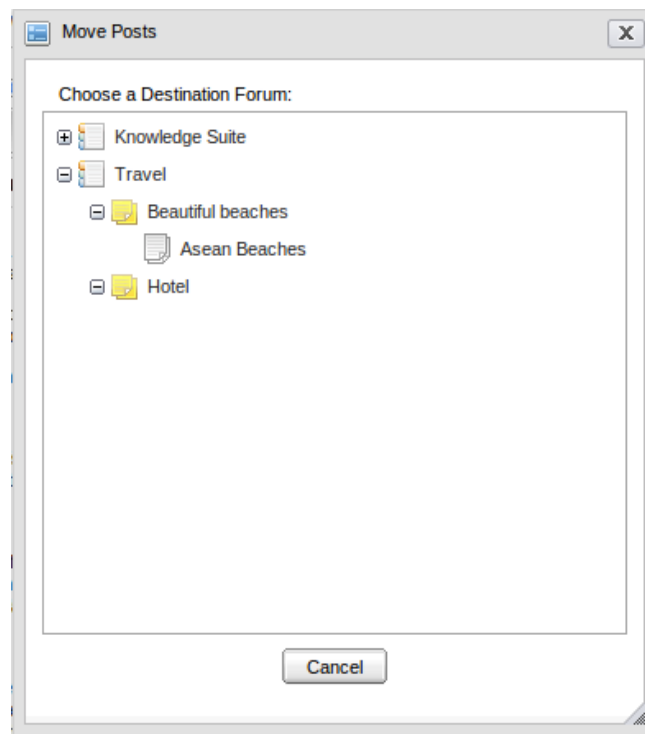 Move Posts
X
Choose a Destination Forum:
Knowledge Suite
Travel
Beautiful beaches
Asean Beaches
Hotel
Cancel